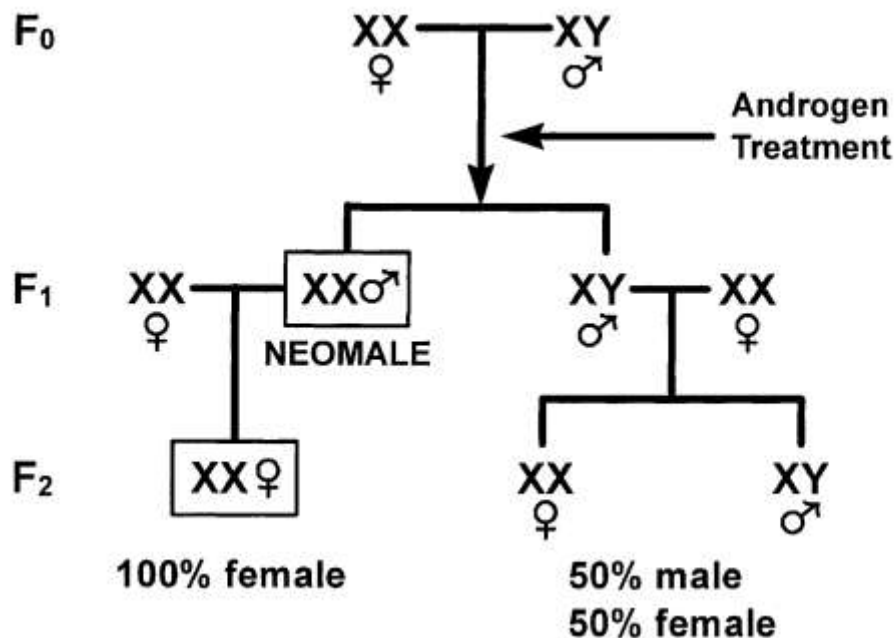 F0 XX XY
♀ ♂
Androgen
Treatment
F1 XX XX♂ XY XX
♀ ♂ ♀
NEOMALE
F2 XX♀ XX XY
♀ ♂
100% female 50% male
50% female